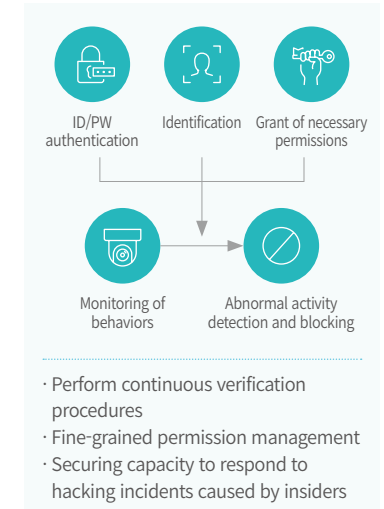 ID/PW
authentication
Identification
Grant of necessary
permissions
Monitoring of
behaviors
Abnormal activity
detection and blocking
· Perform continuous verification
procedures
· Fine-grained permission management
· Securing capacity to respond to
hacking incidents caused by insiders